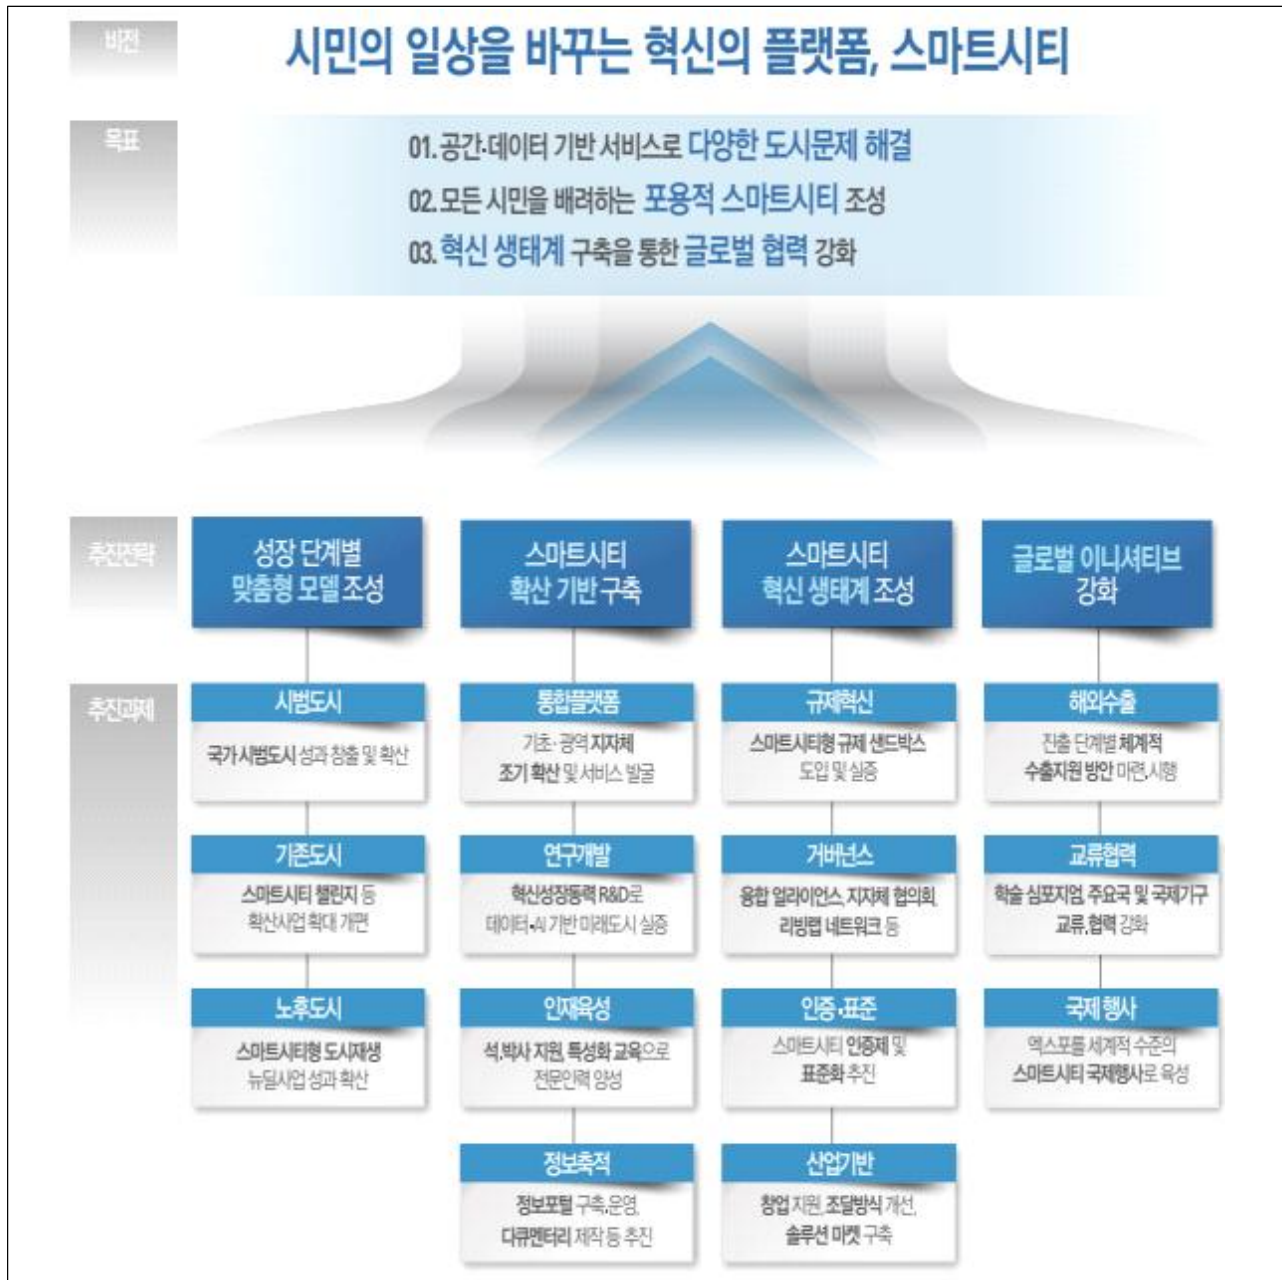 비전
시민의 일상을 바꾸는 혁신의 플랫폼, 스마트시티
목표
01. 공간·데이터 기반 서비스로 다양한 도시문제 해결
02. 모든 시민을 배려하는 포용적 스마트시티 조성
03. 혁신 생태계 구축을 통한 글로벌 협력 강화
추진전략
성장 단계별
맞춤형 모델 조성
스마트시티
확산 기반 구축
스마트시티
혁신 생태계 조성
글로벌 이니셔티브
강화
추진과제
시범도시
국가 시범도시 성과 창출 및 확산
기존도시
스마트시티 챌린지 등
확산사업 확대 개편
노후도시
스마트시티형 도시재생
뉴딜사업 성과 확산
통합플랫폼
기초·광역 지자체
조기 확산 및 서비스 발굴
연구개발
혁신성장동력 R&D로
데이터·AI 기반 미래도시 실증
인재육성
석.박사 지원, 특성화 교육으로
전문인력 양성
정보축적
정보포털 구축,운영,
다큐멘터리 제작 등 추진
규제혁신
스마트시티형 규제 샌드박스
도입 및 실증
거버넌스
융합 얼라이언스, 지자체 협의회,
리빙랩 네트워크 등
인증·표준
스마트시티 인증제 및
표준화 추진
산업기반
창업 지원, 조달방식 개선,
솔루션 마켓 구축
해외수출
진출 단계별 체계적
수출지원 방안 마련,시행
교류협력
학술 심포지엄, 주요국 및 국제기구
교류,협력 강화
국제 행사
엑스포를 세계적 수준의
스마트시티 국제행사로 육성